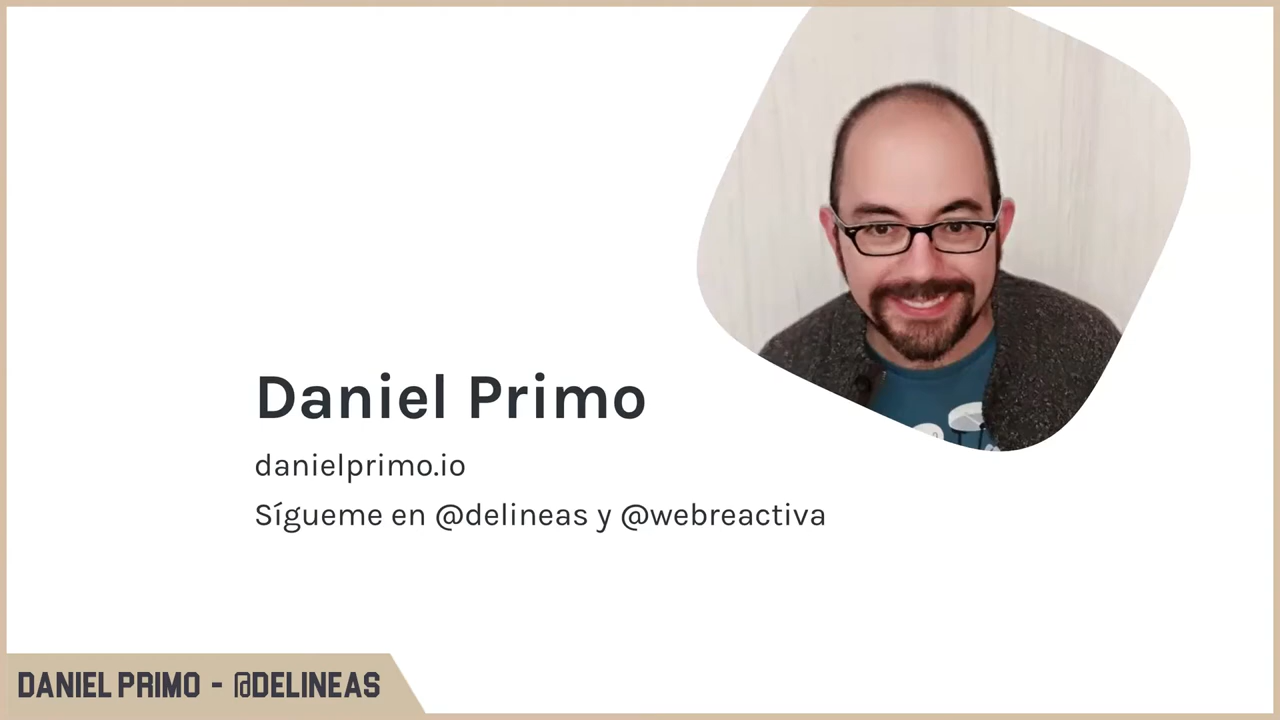 Daniel Primo
danielprimo.io
Sígueme en @delineas y @webreactiva
DANIEL PRIMO - @DELINEAS